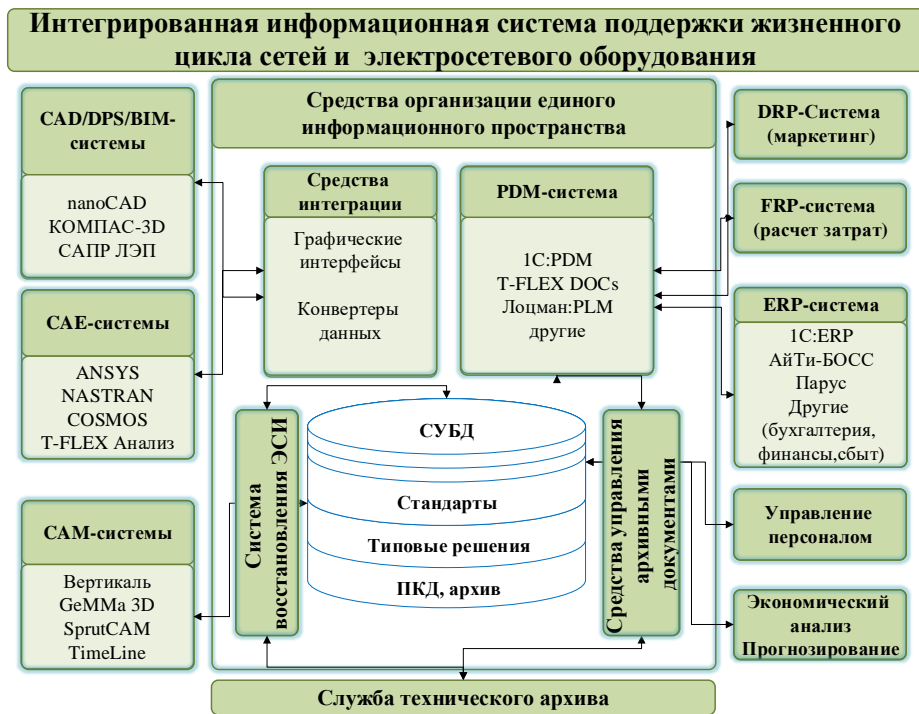 Интегрированная информационная система поддержки жизненного
цикла сетей и электросетевого оборудования
CAD/DPS/BIM-
системы
nanoCAD
КОМПАС-3D
САПР ЛЭП
CAE-системы
ANSYS
NASTRAN
COSMOS
T-FLEX Анализ
CAM-системы
Вертикаль
GeMMa 3D
SprutCAM
TimeLine
Средства организации единого
информационного пространства
Средства
интеграции
Графические
интерфейсы
Конвертеры
данных
PDM-система
1С:PDM
T-FLEX DOCs
Лоцман:PLM
другие
Система
восстановления ЭСИ
СУБД
Стандарты
Типовые решения
ПКД, архив
Средства управления
архивными
документами
DRP-Система
(маркетинг)
FRP-система
(расчет затрат)
ERP-система
1С:ERP
АйТи-БОСС
Парус
Другие
(бухгалтерия,
финансы,сбыт)
Управление
персоналом
Экономический
анализ
Прогнозирование
Служба технического архива